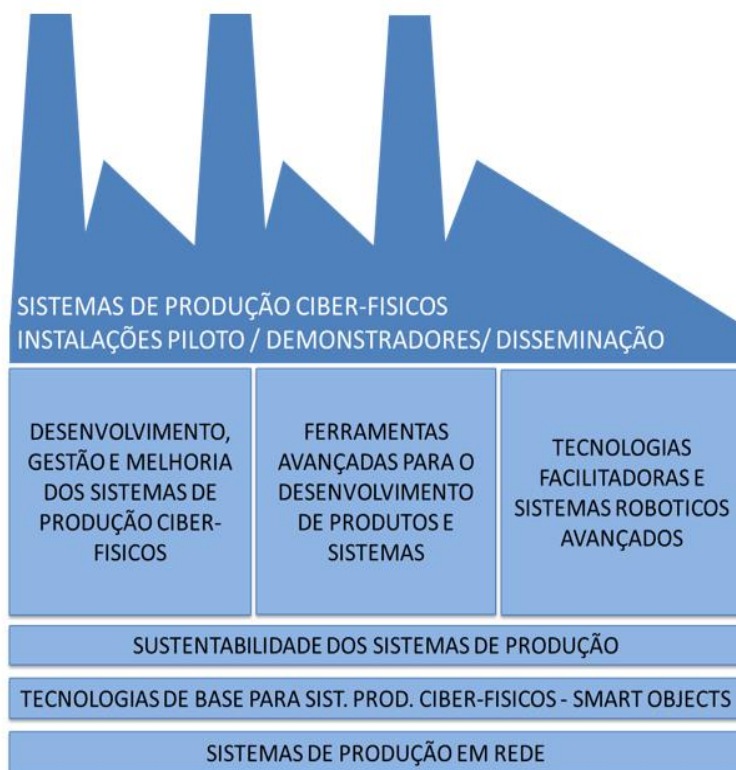 SISTEMAS DE PRODUÇÃO CIBER-FISICOS
INSTALAÇÕES PILOTO / DEMONSTRADORES/ DISSEMINAÇÃO
DESENVOLVIMENTO,
GESTÃO E MELHORIA
DOS SISTEMAS DE
PRODUÇÃO CIBER-
FISICOS
FERRAMENTAS
AVANÇADAS PARA O
DESENVOLVIMENTO
DE PRODUTOS E
SISTEMAS
TECNOLOGIAS
FACILITADORAS E
SISTEMAS ROBOTICOS
AVANÇADOS
SUSTENTABILIDADE DOS SISTEMAS DE PRODUÇÃO
TECNOLOGIAS DE BASE PARA SIST. PROD. CIBER-FISICOS - SMART OBJECTS
SISTEMAS DE PRODUÇÃO EM REDE